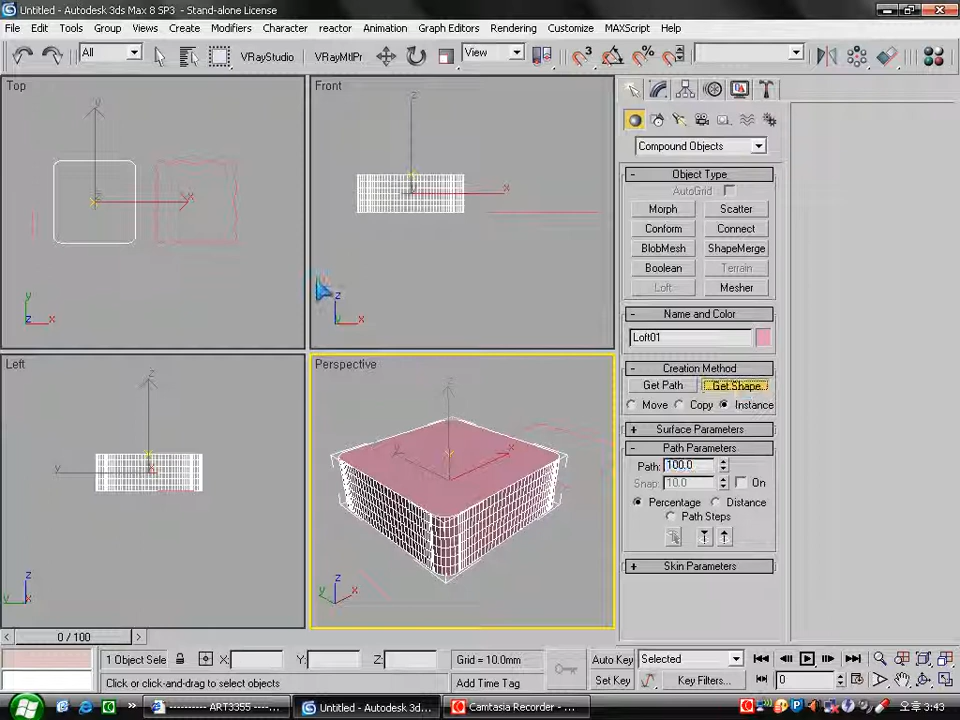 Untitled - Autodesk 3ds Max 8 SP3 - Stand-alone License
File Edit Tools Group Views Create Modifiers Character reactor Animation Graph Editors Rendering Customize MAXScript Help
All VRayStudio VRayMtlPr View
Top
Front
Left
Perspective
Compound Objects
- Object Type
AutoGrid
Morph Scatter
Conform Connect
BlobMesh ShapeMerge
Boolean Terrain
Loft Mesher
- Name and Color
Loft01
- Creation Method
Get Path Get Shape
Move Copy Instance
+ Surface Parameters
- Path Parameters
Path: 100.0
Snap: 10.0 On
Percentage Distance
Path Steps
+ Skin Parameters
0 / 100
1 Object Sele X: Y: Z: Grid = 10.0mm Auto Key Selected
Click or click-and-drag to select objects Add Time Tag Set Key Key Filters... 0
---------- ART3355 ----... Untitled - Autodesk 3d... Camtasia Recorder - ... 오후 3:43